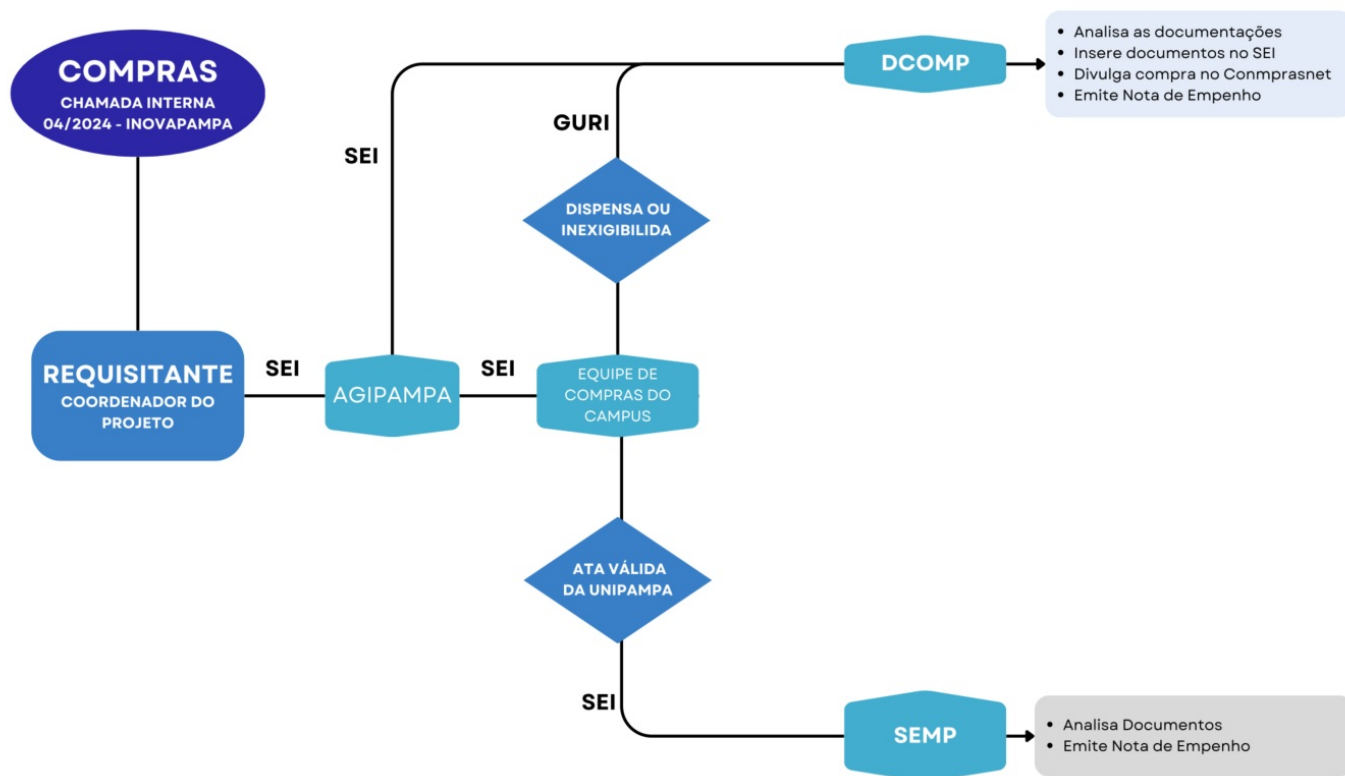 COMPRAS
CHAMADA INTERNA
04/2024 - INOVAPAMPA
DCOMP
• Analisa as documentações
• Insere documentos no SEI
• Divulga compra no Conmprasnet
• Emite Nota de Empenho
GURI
SEI
DISPENSA OU
INEXIGIBILIDA
REQUISITANTE
COORDENADOR DO
PROJETO
SEI
AGIPAMPA
SEI
EQUIPE DE
COMPRAS DO
CAMPUS
ATA VÁLIDA
DA UNIPAMPA
SEI
SEMP
• Analisa Documentos
• Emite Nota de Empenho